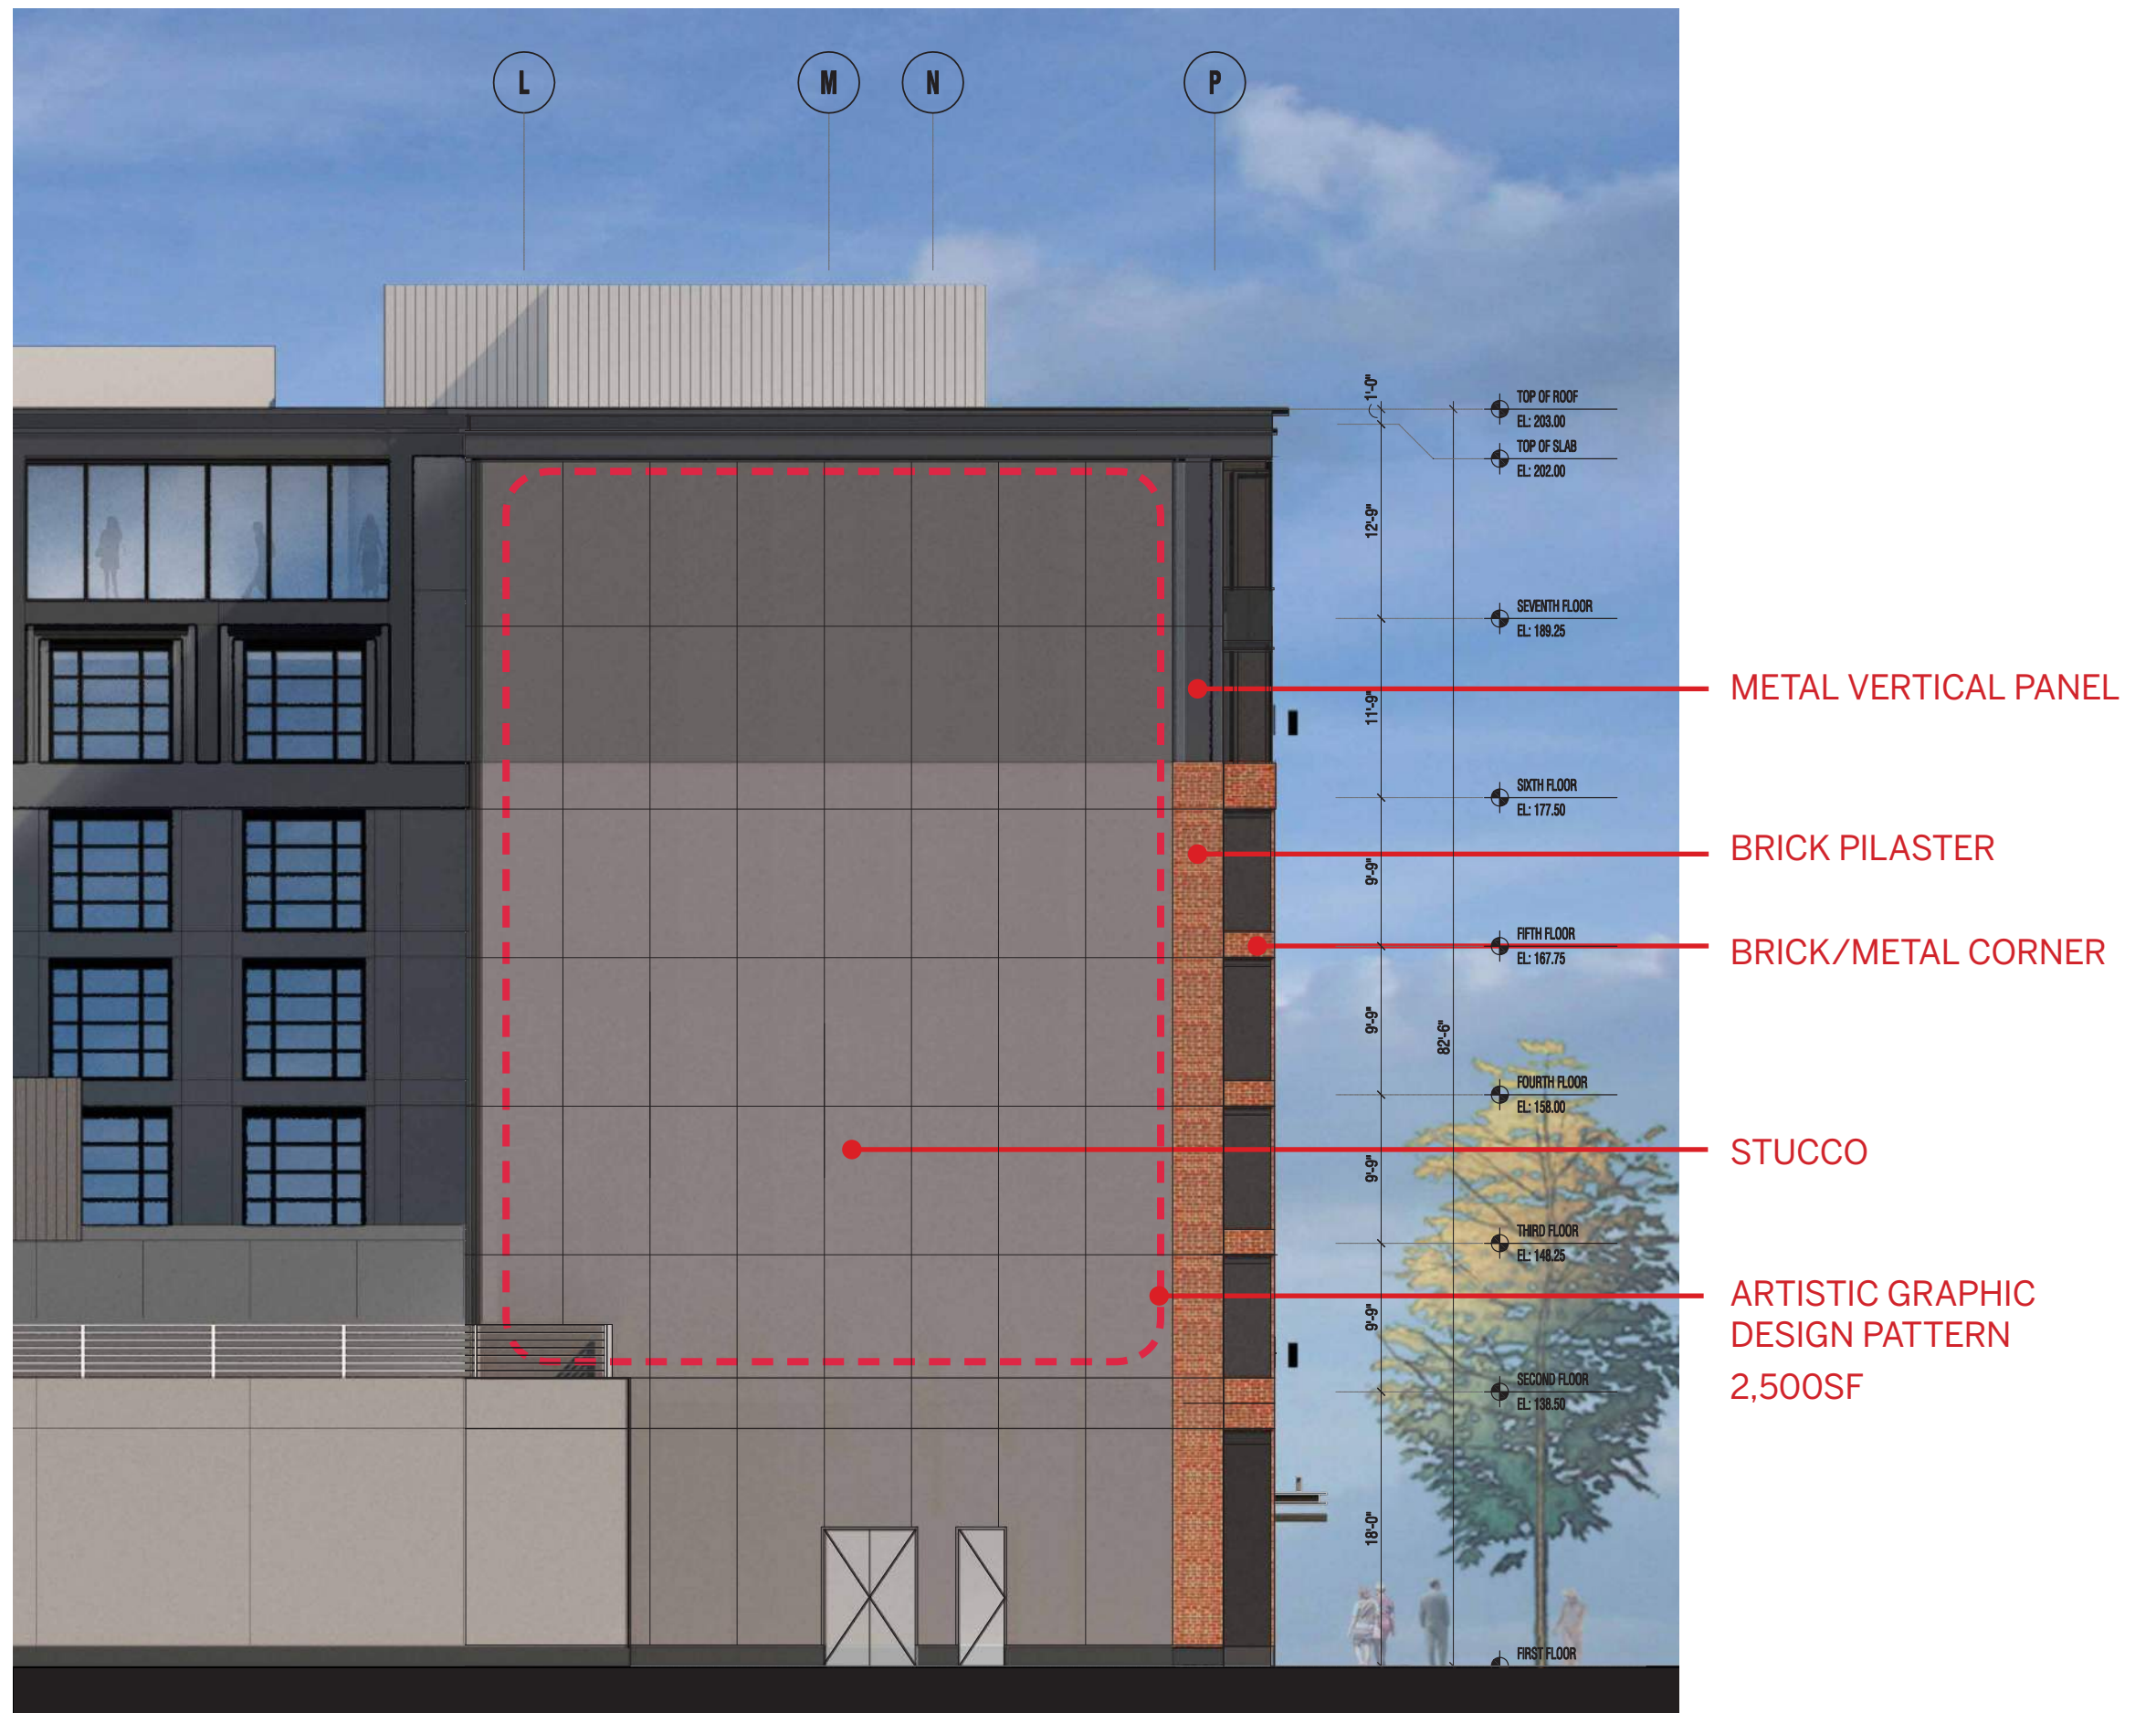 L M N P
1'-0"
TOP OF ROOF
EL: 203.00
TOP OF SLAB
EL: 202.00
12'-9"
SEVENTH FLOOR
EL: 189.25
METAL VERTICAL PANEL
11'-9"
SIXTH FLOOR
EL: 177.50
BRICK PILASTER
9'-9"
FIFTH FLOOR
EL: 167.75
BRICK/METAL CORNER
9'-9"
82'-6"
FOURTH FLOOR
EL: 158.00
STUCCO
9'-9"
THIRD FLOOR
EL: 148.25
ARTISTIC GRAPHIC
DESIGN PATTERN
2,500SF
9'-9"
SECOND FLOOR
EL: 138.50
18'-0"
FIRST FLOOR